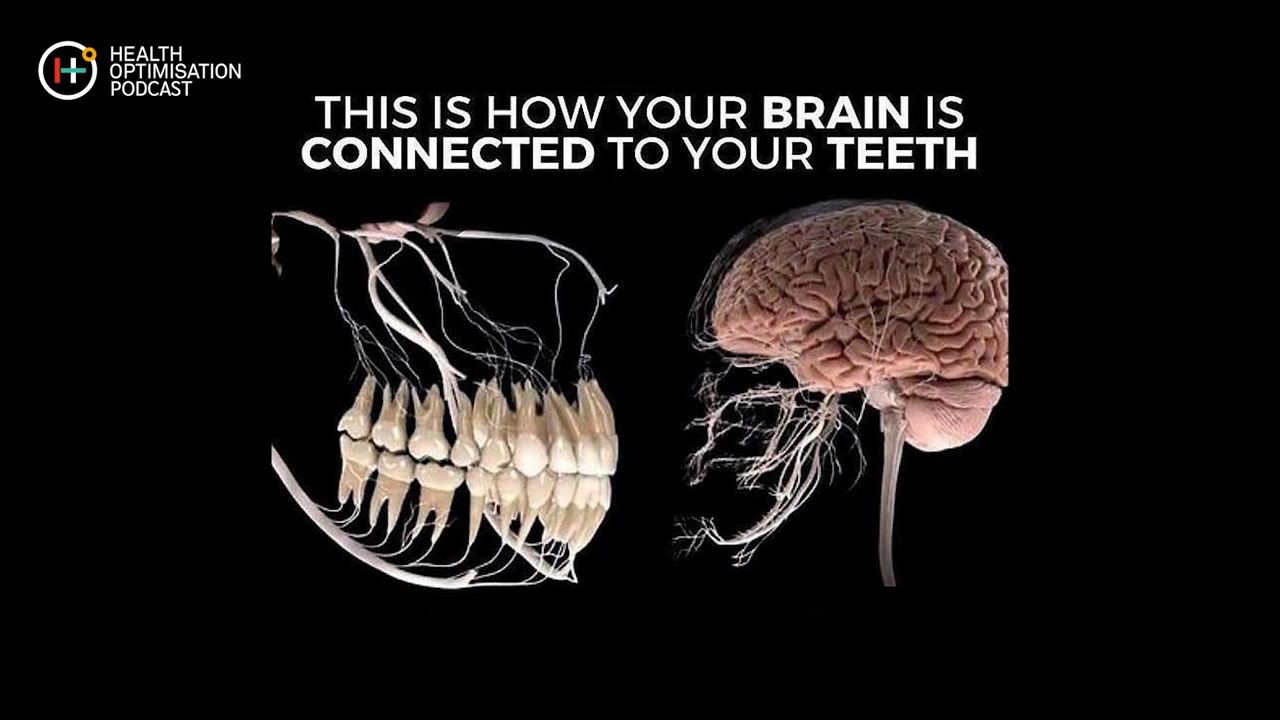 HEALTH
OPTIMISATION
PODCAST
THIS IS HOW YOUR BRAIN IS
CONNECTED TO YOUR TEETH